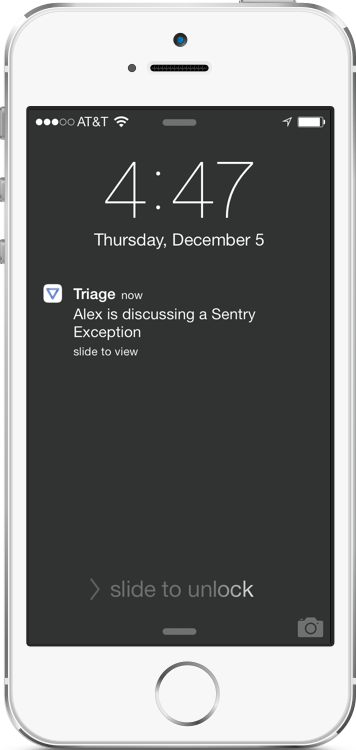 AT&T
4:47
Thursday, December 5
Triage now
Alex is discussing a Sentry
Exception
slide to view
slide to unlock